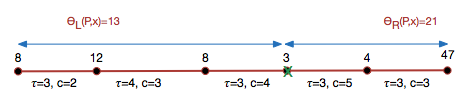 ϴL(P,x)=13 ϴR(P,x)=21
8 12 8 3 4 47
τ=3, c=2 τ=4, c=3 τ=3, c=4 τ=3, c=5 τ=3, c=3